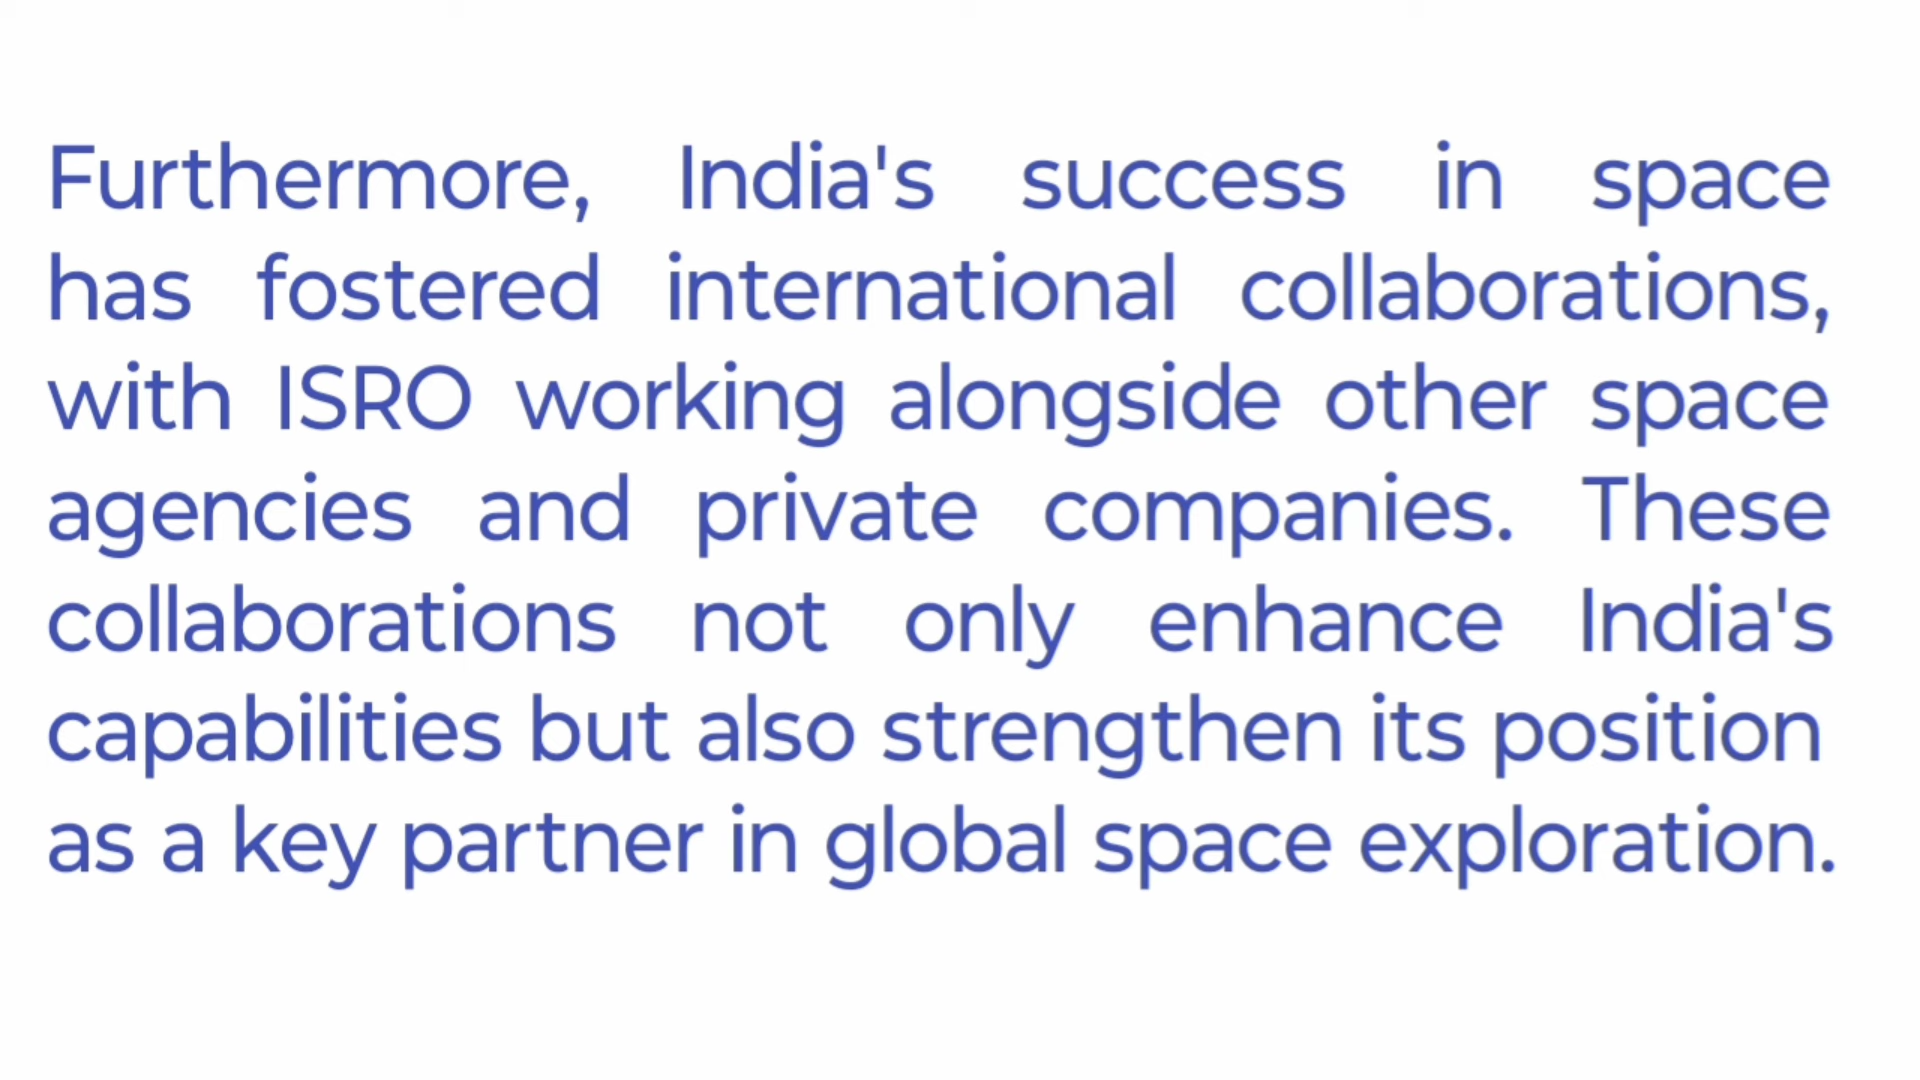 Furthermore, India's success in space
has fostered international collaborations,
with ISRO working alongside other space
agencies and private companies. These
collaborations not only enhance India's
capabilities but also strengthen its position
as a key partner in global space exploration.